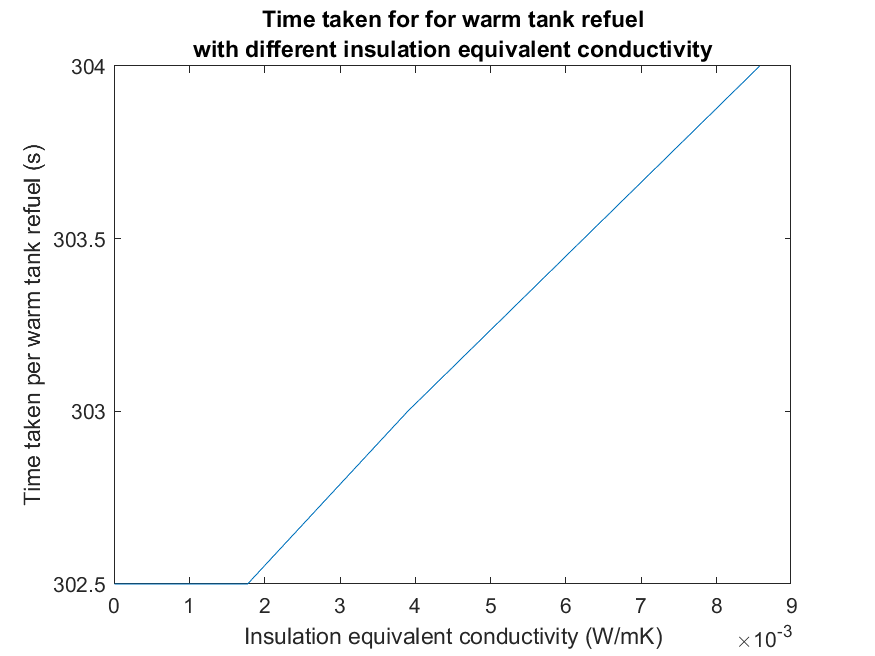 Time taken for for warm tank refuel
with different insulation equivalent conductivity
304
303.5
303
302.5
Time taken per warm tank refuel (s)
0 1 2 3 4 5 6 7 8 9
Insulation equivalent conductivity (W/mK)
×10⁻³